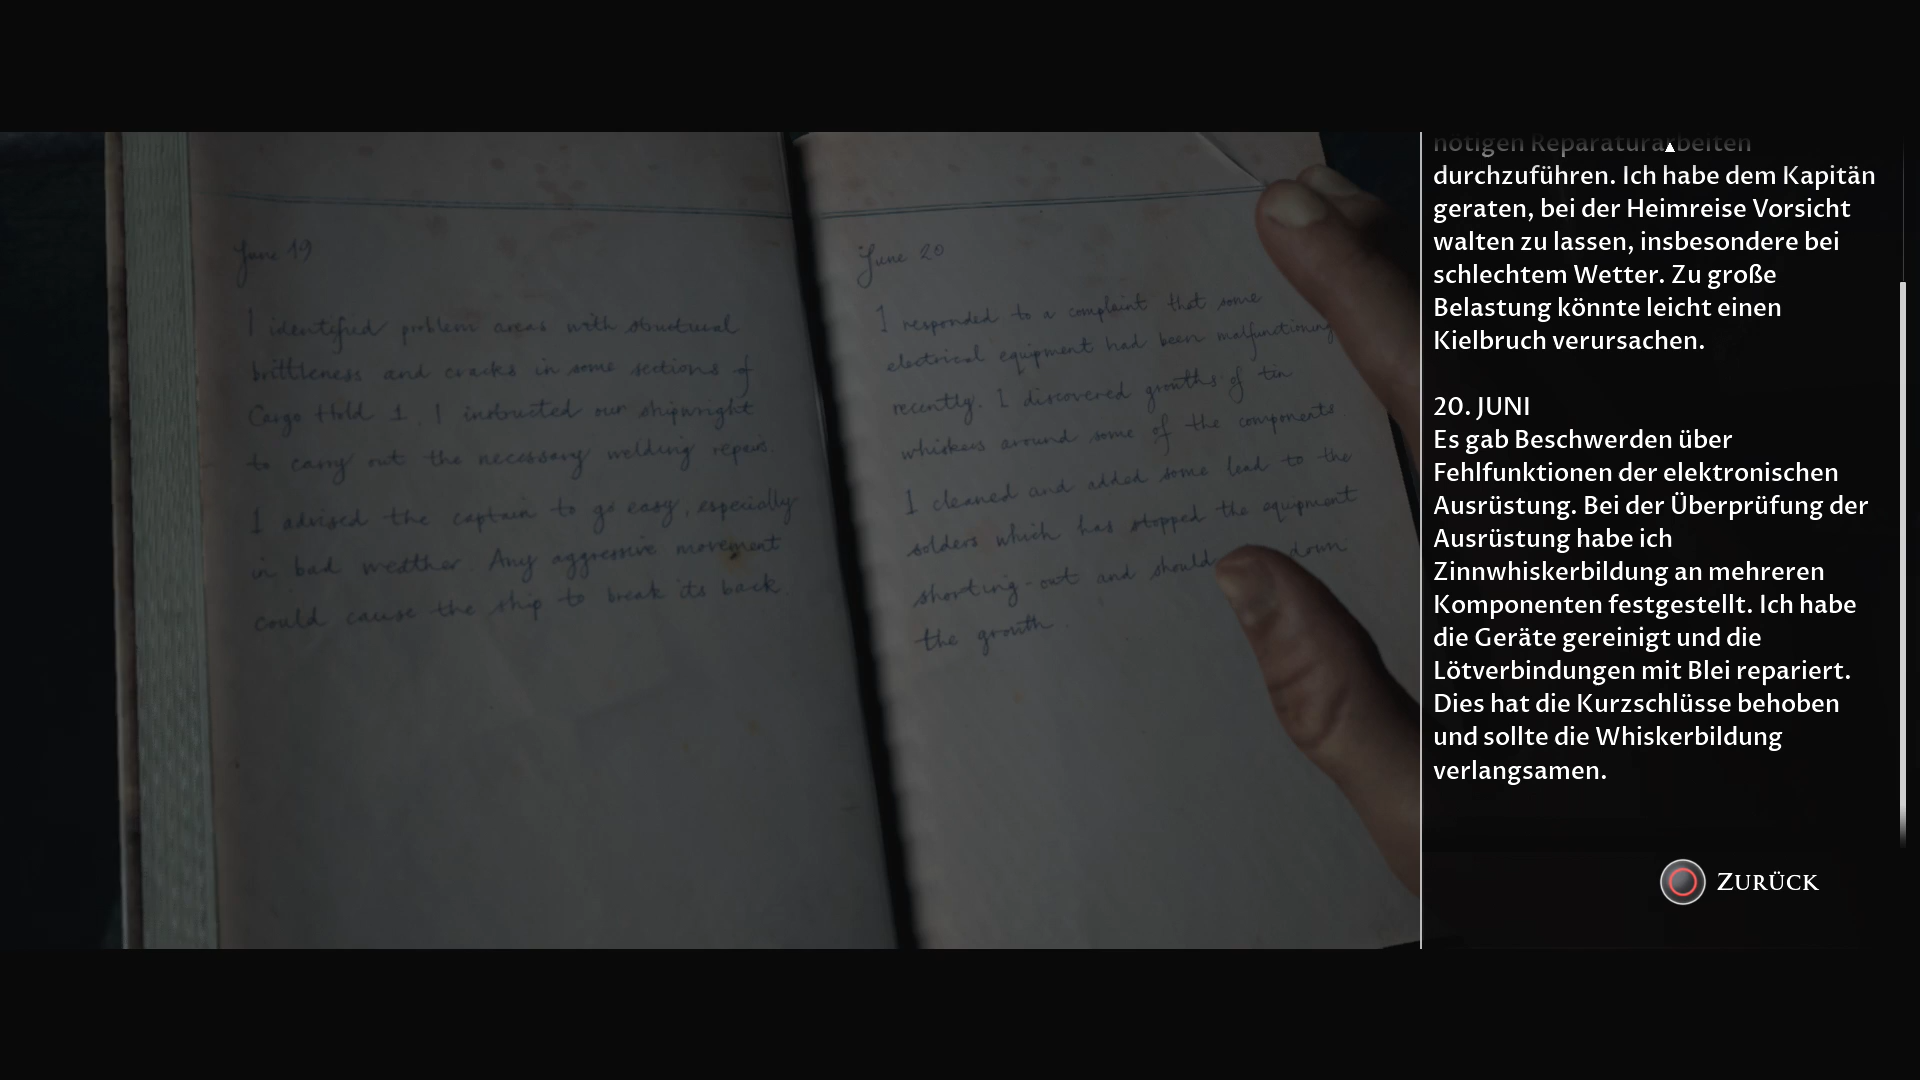 June 19
I identified problem areas with structural
brittleness and cracks in some sections of
Cargo Hold 1. I instructed our shipwright
to carry out the necessary welding repairs.
I advised the captain to go easy, especially
in bad weather. Any aggressive movement
could cause the ship to break its back.
June 20
I responded to a complaint that some
electrical equipment had been malfunctioning
recently. I discovered growths of tin
whiskers around some of the components.
I cleaned and added some lead to the
solders which has stopped the equipment
shorting-out and should down
the growth.
nötigen Reparaturarbeiten
durchzuführen. Ich habe dem Kapitän
geraten, bei der Heimreise Vorsicht
walten zu lassen, insbesondere bei
schlechtem Wetter. Zu große
Belastung könnte leicht einen
Kielbruch verursachen.
20. JUNI
Es gab Beschwerden über
Fehlfunktionen der elektronischen
Ausrüstung. Bei der Überprüfung der
Ausrüstung habe ich
Zinnwhiskerbildung an mehreren
Komponenten festgestellt. Ich habe
die Geräte gereinigt und die
Lötverbindungen mit Blei repariert.
Dies hat die Kurzschlüsse behoben
und sollte die Whiskerbildung
verlangsamen.
ZURÜCK